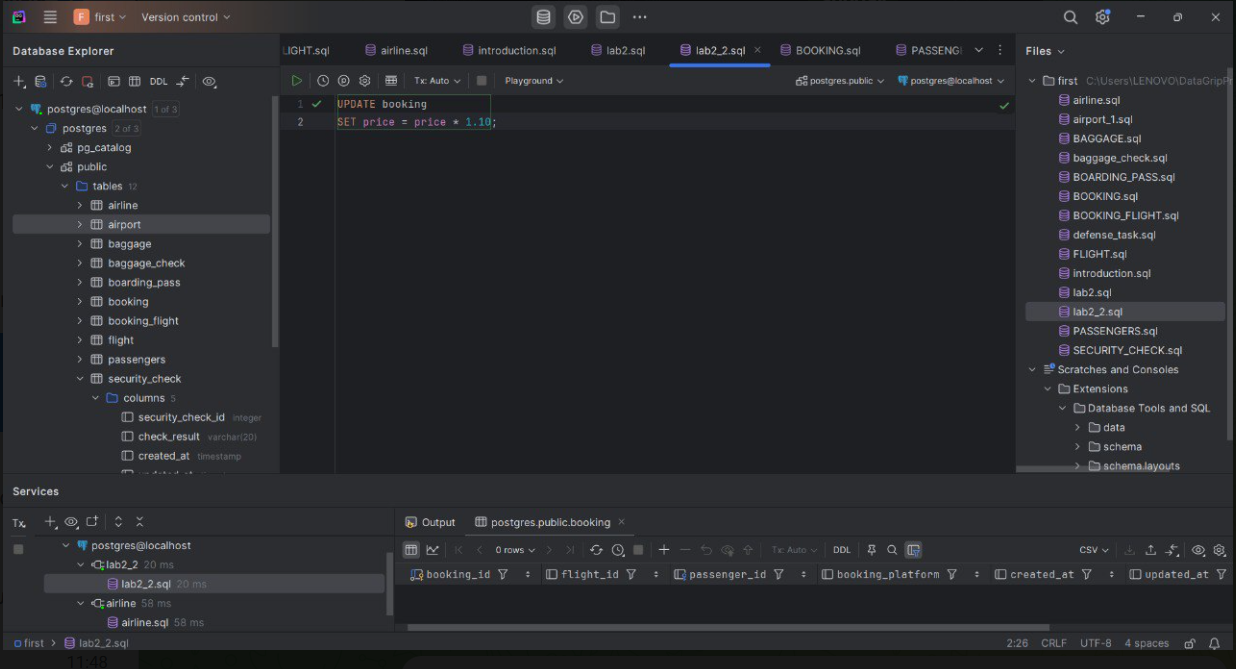 F first Version control
Database Explorer
LIGHT.sql airline.sql introduction.sql lab2.sql lab2_2.sql BOOKING.sql PASSENG
Files
DDL
Tx: Auto Playground postgres.public postgres@localhost
1 UPDATE booking
2 SET price = price * 1.10;
postgres@localhost 1 of 3
postgres 2 of 3
pg_catalog
public
tables 12
airline
airport
baggage
baggage_check
boarding_pass
booking
booking_flight
flight
passengers
security_check
columns 5
security_check_id integer
check_result varchar(20)
created_at timestamp
first C:\Users\LENOVO\DataGripPr
airline.sql
airport_1.sql
BAGGAGE.sql
baggage_check.sql
BOARDING_PASS.sql
BOOKING.sql
BOOKING_FLIGHT.sql
defense_task.sql
FLIGHT.sql
introduction.sql
lab2.sql
lab2_2.sql
PASSENGERS.sql
SECURITY_CHECK.sql
Scratches and Consoles
Extensions
Database Tools and SQL
data
schema
schema.layouts
Services
Tx
postgres@localhost
lab2_2 20 ms
lab2_2.sql 20 ms
airline 58 ms
airline.sql 58 ms
Output postgres.public.booking
0 rows Tx: Auto DDL CSV
booking_id flight_id passenger_id booking_platform created_at updated_at
first > lab2_2.sql
2:26 CRLF UTF-8 4 spaces
11:48